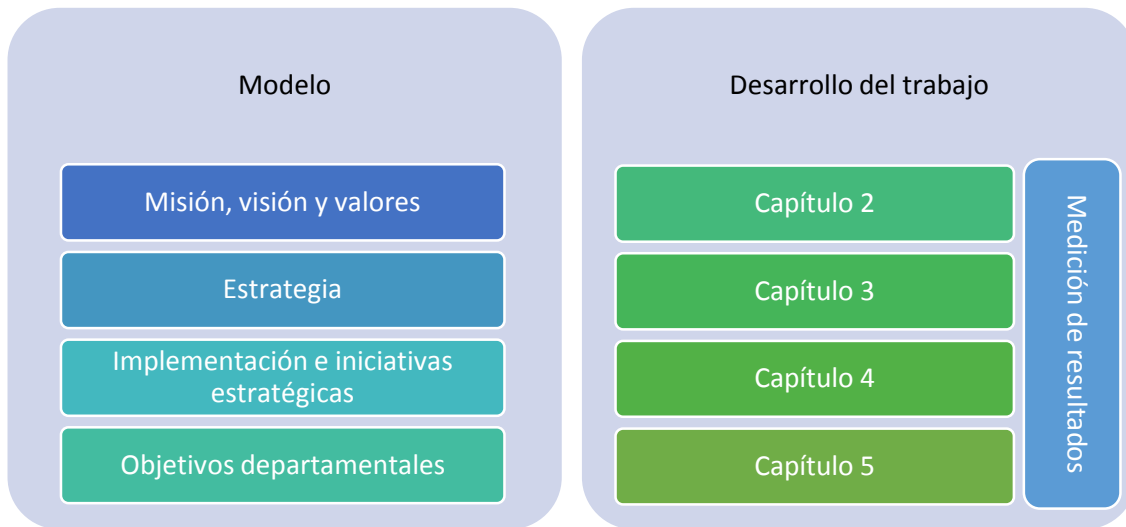 Modelo
Misión, visión y valores
Estrategia
Implementación e iniciativas
estratégicas
Objetivos departamentales
Desarrollo del trabajo
Capítulo 2
Capítulo 3
Capítulo 4
Capítulo 5
Medición de resultados